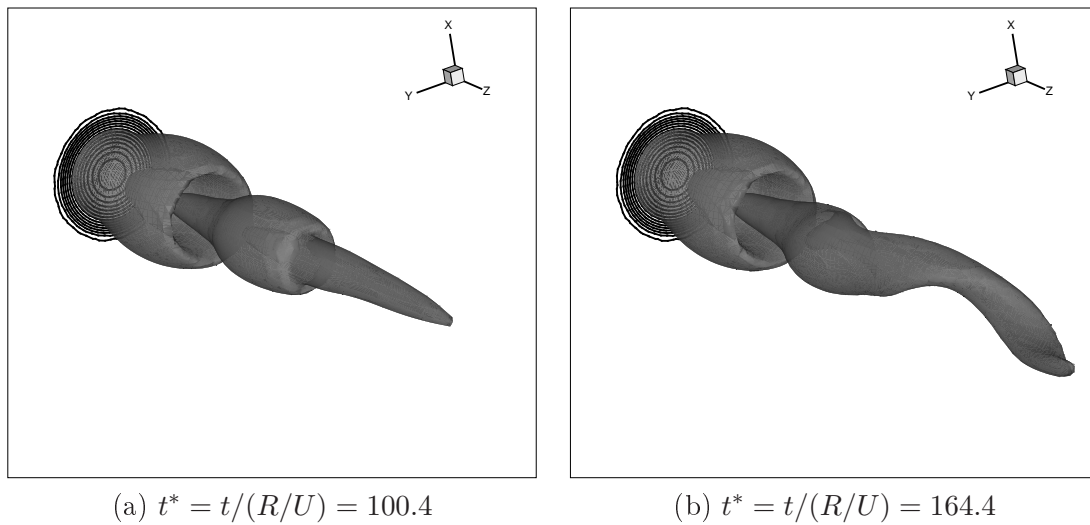 X
Y
Z
X
Y
Z
(a) t* = t/(R/U) = 100.4
(b) t* = t/(R/U) = 164.4